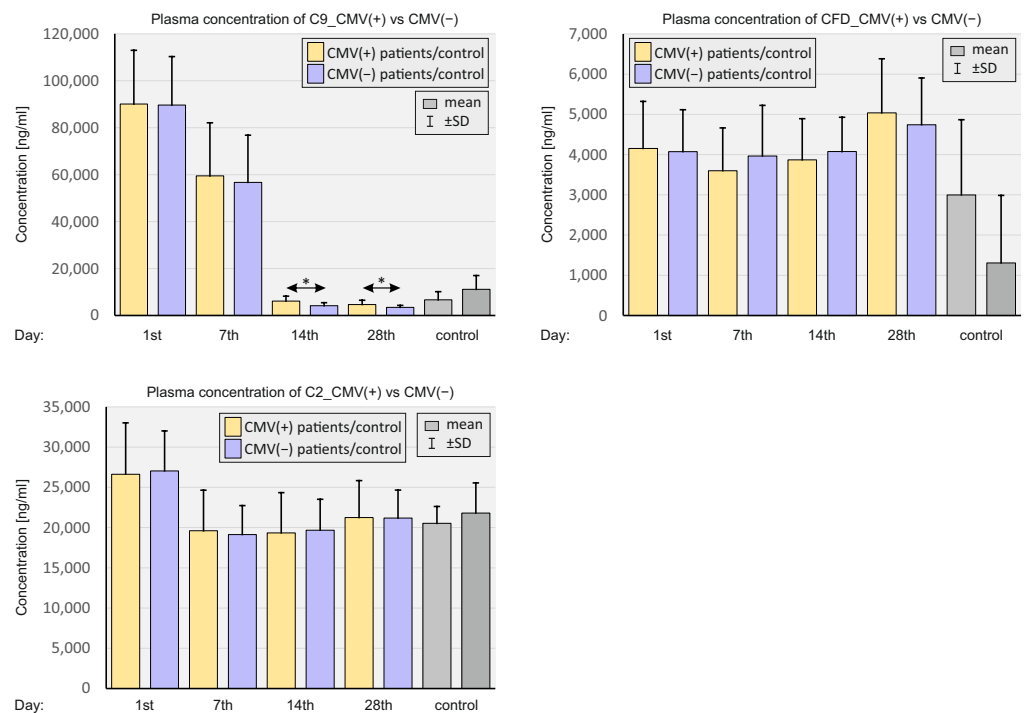 Plasma concentration of C9_CMV(+) vs CMV(−)
120,000
100,000
80,000
60,000
40,000
20,000
0
Concentration [ng/ml]
CMV(+) patients/control
CMV(−) patients/control
mean
±SD
*
*
Day: 1st 7th 14th 28th control
Plasma concentration of CFD_CMV(+) vs CMV(−)
7,000
6,000
5,000
4,000
3,000
2,000
1,000
0
Concentration [ng/ml]
CMV(+) patients/control
CMV(−) patients/control
mean
±SD
Day: 1st 7th 14th 28th control
Plasma concentration of C2_CMV(+) vs CMV(−)
35,000
30,000
25,000
20,000
15,000
10,000
5,000
0
Concentration [ng/ml]
CMV(+) patients/control
CMV(−) patients/control
mean
±SD
Day: 1st 7th 14th 28th control